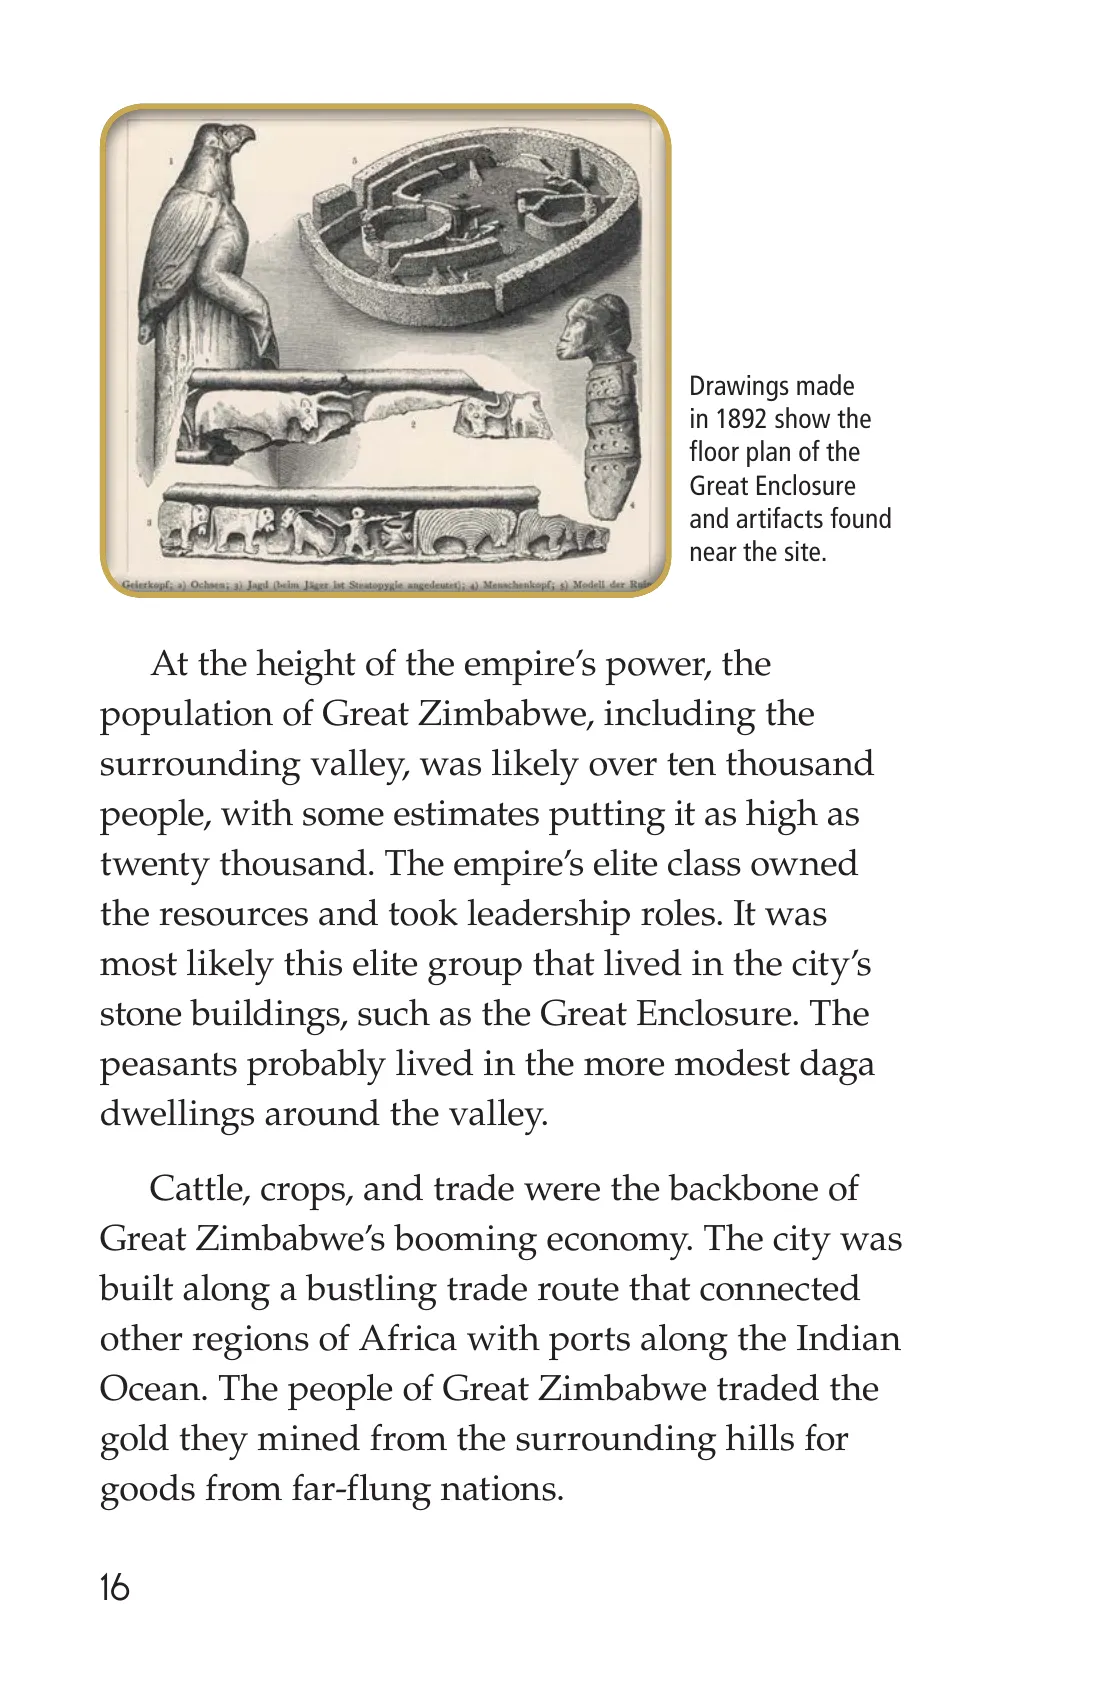 1
5
2
3
4
Geierkopf; 2) Ochsen; 3) Jagd (beim Jäger ist Steatopygie angedeutet); 4) Menschenkopf; 5) Modell der
Drawings made
in 1892 show the
floor plan of the
Great Enclosure
and artifacts found
near the site.
At the height of the empire’s power, the
population of Great Zimbabwe, including the
surrounding valley, was likely over ten thousand
people, with some estimates putting it as high as
twenty thousand. The empire’s elite class owned
the resources and took leadership roles. It was
most likely this elite group that lived in the city’s
stone buildings, such as the Great Enclosure. The
peasants probably lived in the more modest daga
dwellings around the valley.
Cattle, crops, and trade were the backbone of
Great Zimbabwe’s booming economy. The city was
built along a bustling trade route that connected
other regions of Africa with ports along the Indian
Ocean. The people of Great Zimbabwe traded the
gold they mined from the surrounding hills for
goods from far-flung nations.
16